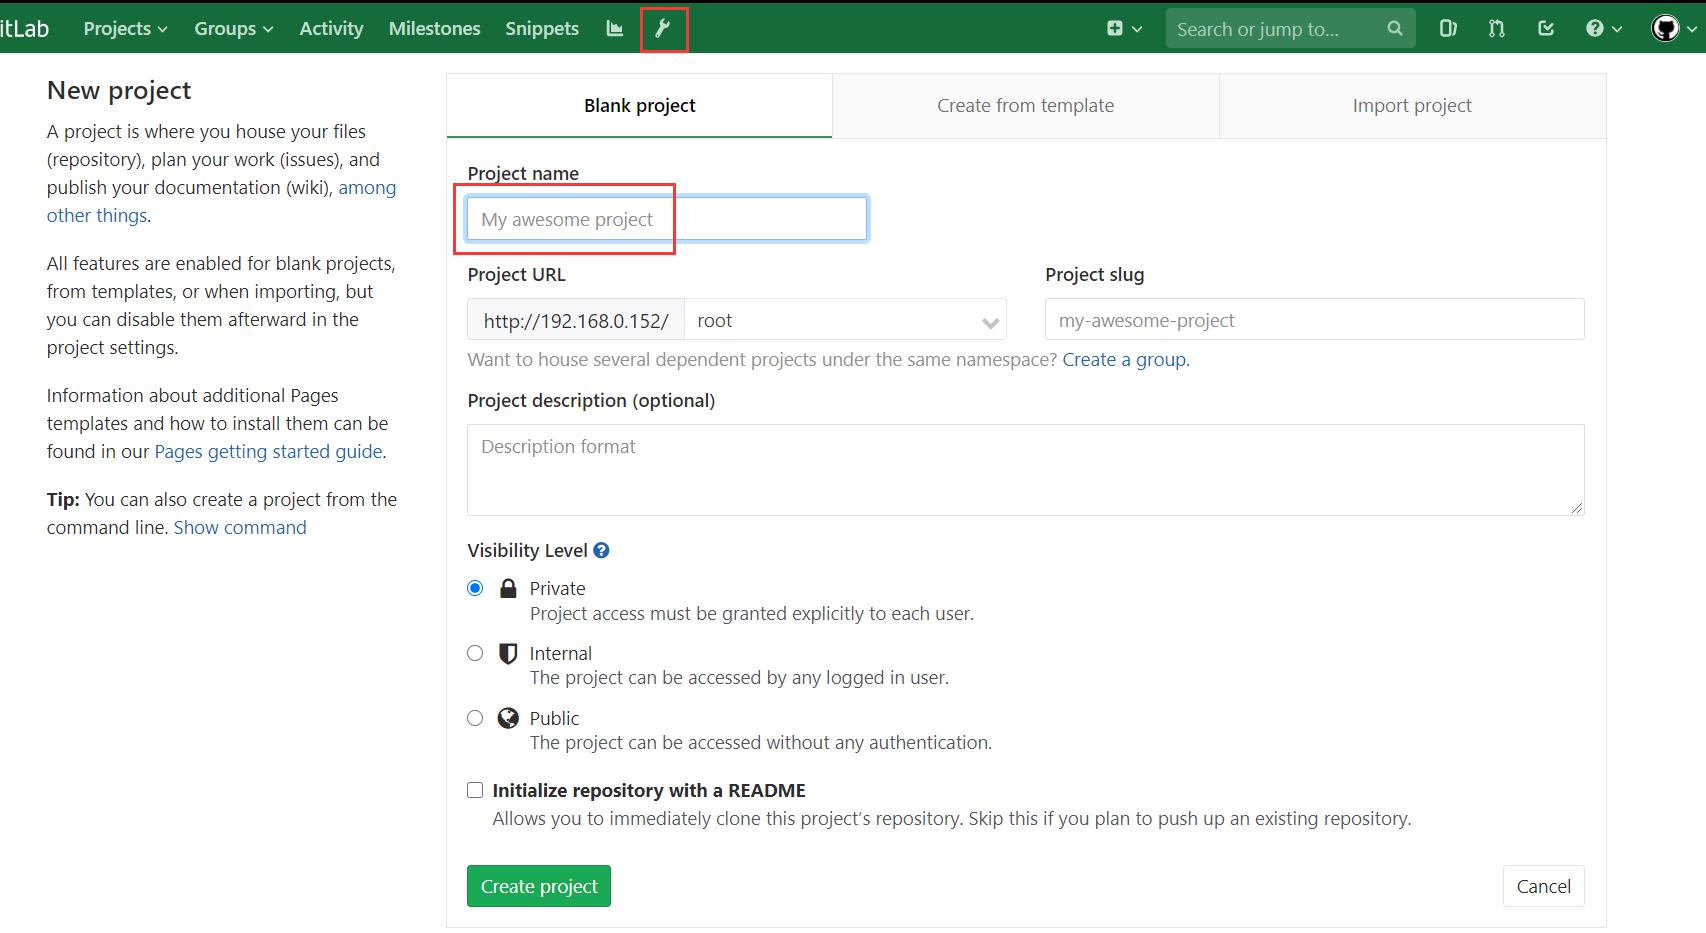 itLab Projects Groups Activity Milestones Snippets Search or jump to...
New project
A project is where you house your files
(repository), plan your work (issues), and
publish your documentation (wiki), among
other things.
All features are enabled for blank projects,
from templates, or when importing, but
you can disable them afterward in the
project settings.
Information about additional Pages
templates and how to install them can be
found in our Pages getting started guide.
Tip: You can also create a project from the
command line. Show command
Blank project Create from template Import project
Project name
My awesome project
Project URL Project slug
http://192.168.0.152/ root my-awesome-project
Want to house several dependent projects under the same namespace? Create a group.
Project description (optional)
Description format
Visibility Level
Private
Project access must be granted explicitly to each user.
Internal
The project can be accessed by any logged in user.
Public
The project can be accessed without any authentication.
Initialize repository with a README
Allows you to immediately clone this project’s repository. Skip this if you plan to push up an existing repository.
Create project Cancel